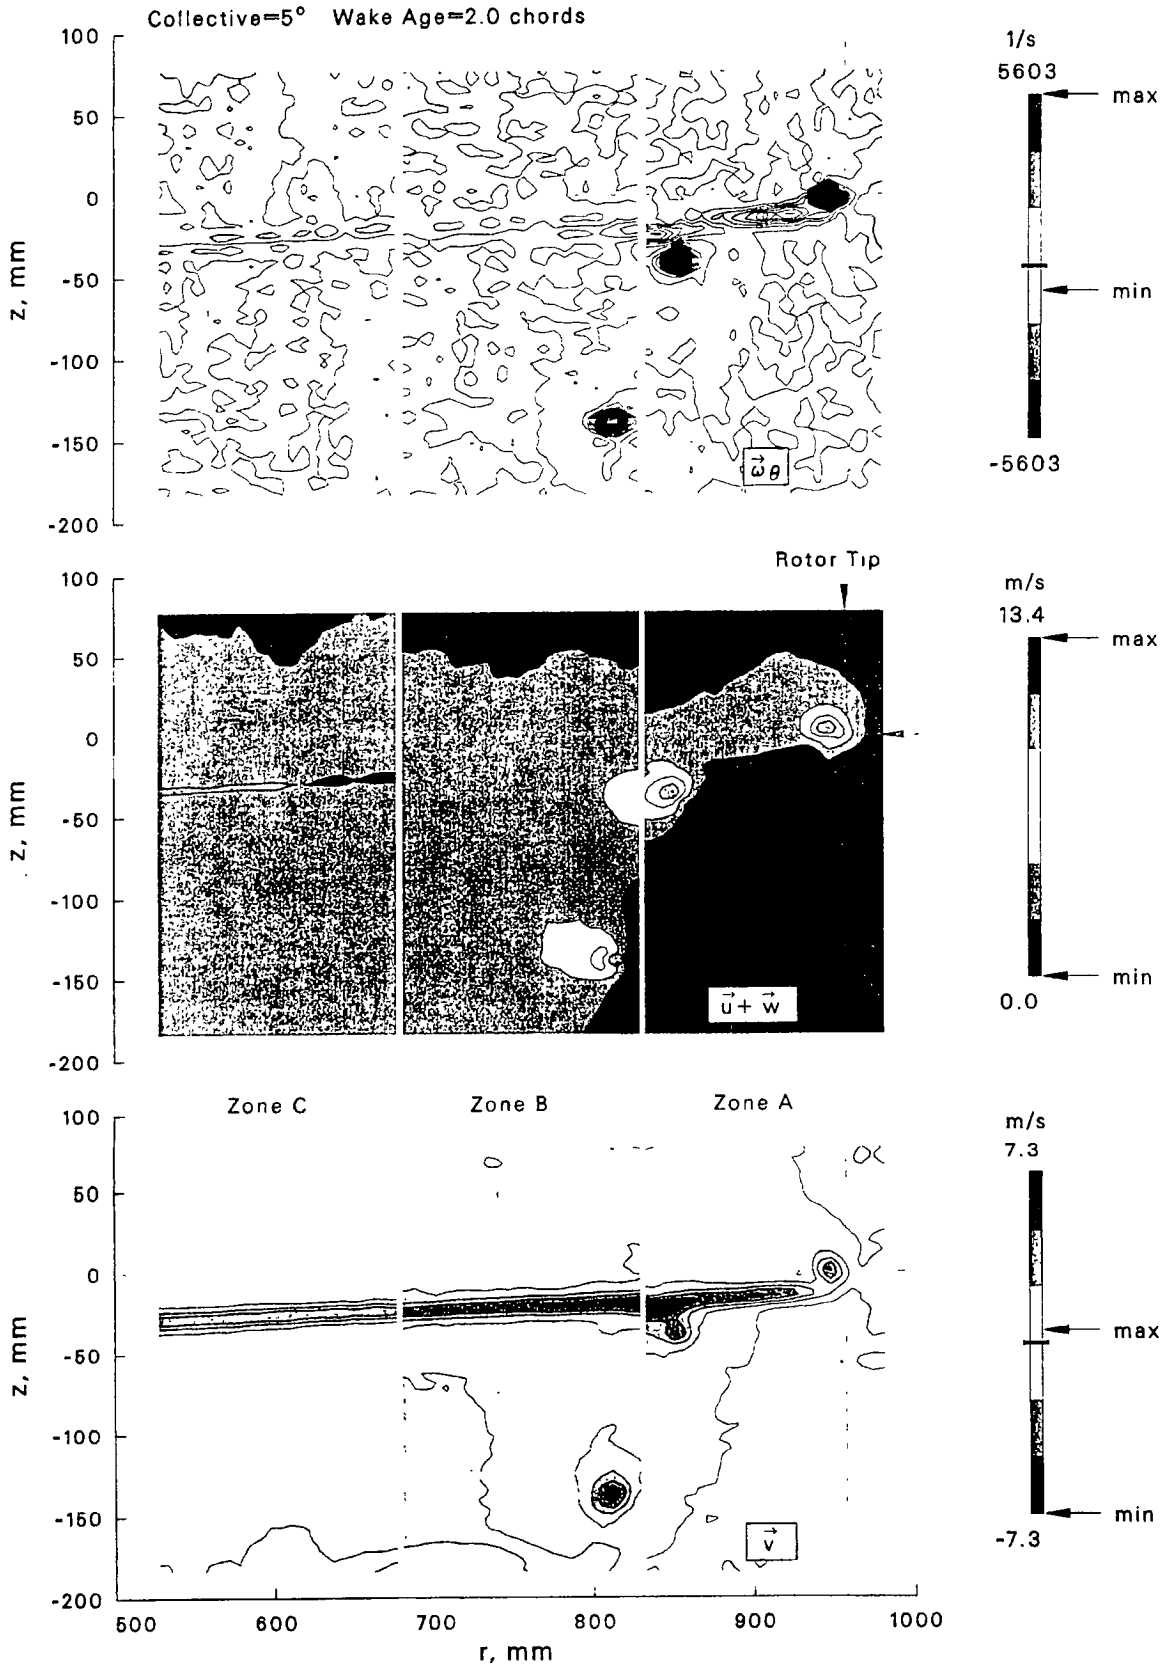 Collective=5° Wake Age=2.0 chords
100
50
0
-50
-100
-150
-200
z, mm
ω⃗θ
1/s
5603
max
min
-5603
Rotor Tip
100
50
0
-50
-100
-150
-200
z, mm
u⃗ + w⃗
m/s
13.4
max
min
0.0
Zone C Zone B Zone A
100
50
0
-50
-100
-150
-200
z, mm
v⃗
m/s
7.3
max
min
-7.3
500 600 700 800 900 1000
r, mm